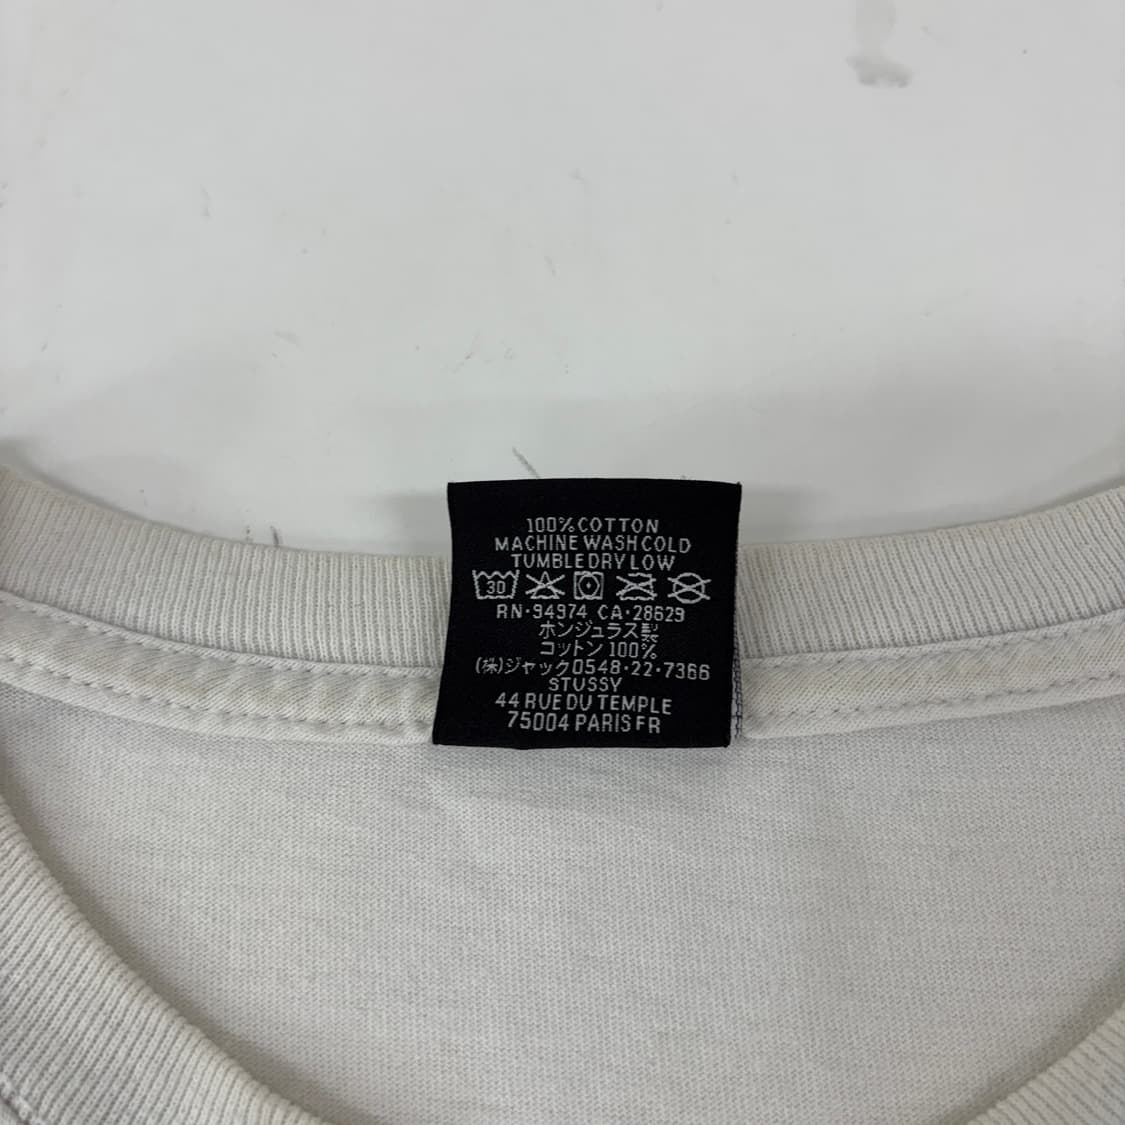 100% COTTON
MACHINE WASH COLD
TUMBLE DRY LOW
30
RN·94974 CA·28629
ホンジュラス製
コットン 100%
(株)ジャック0548·22·7366
STUSSY
44 RUE DU TEMPLE
75004 PARIS FR